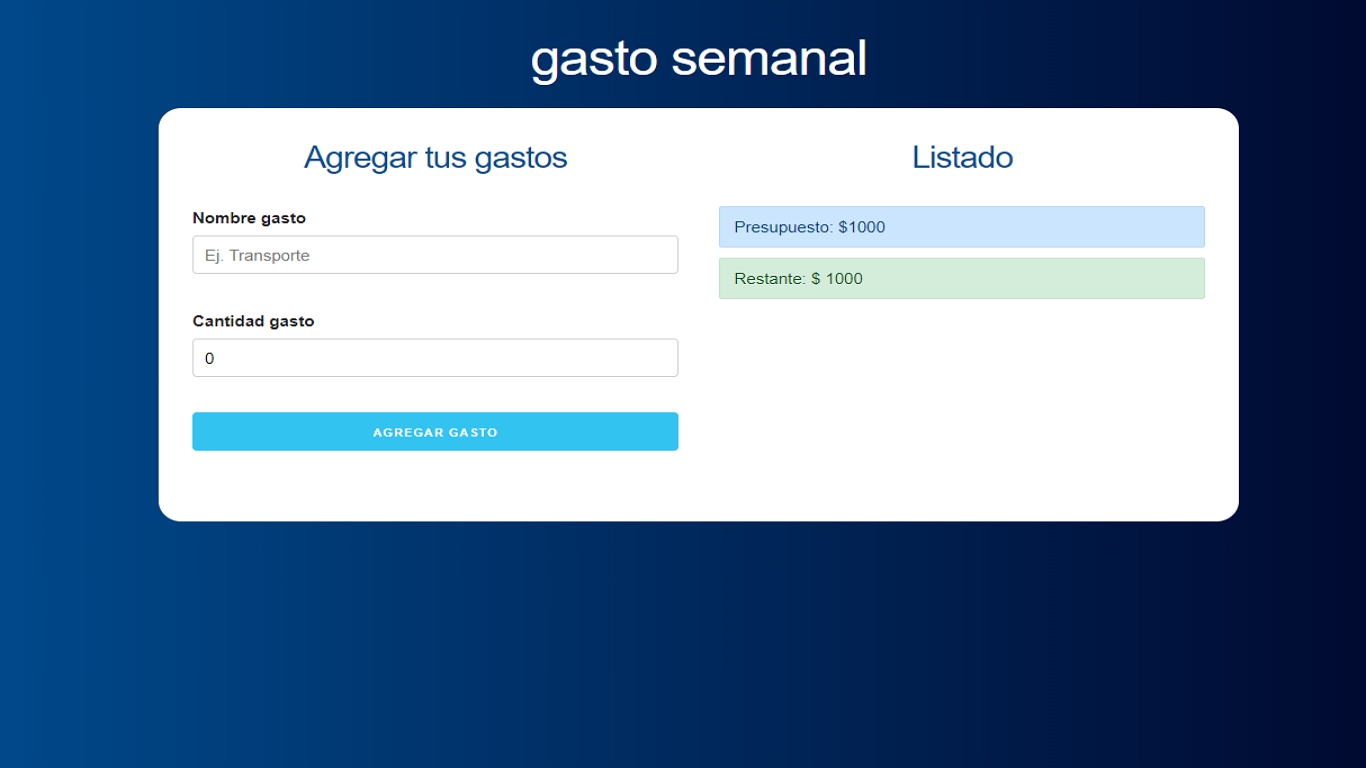 gasto semanal
Agregar tus gastos
Nombre gasto
Ej. Transporte
Cantidad gasto
0
AGREGAR GASTO
Listado
Presupuesto: $1000
Restante: $ 1000